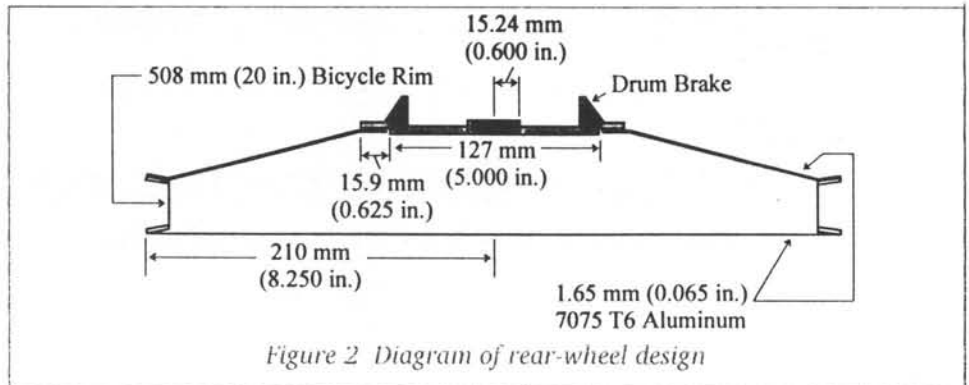 15.24 mm
(0.600 in.)
508 mm (20 in.) Bicycle Rim
Drum Brake
127 mm
(5.000 in.)
15.9 mm
(0.625 in.)
210 mm
(8.250 in.)
1.65 mm (0.065 in.)
7075 T6 Aluminum
Figure 2 Diagram of rear-wheel design